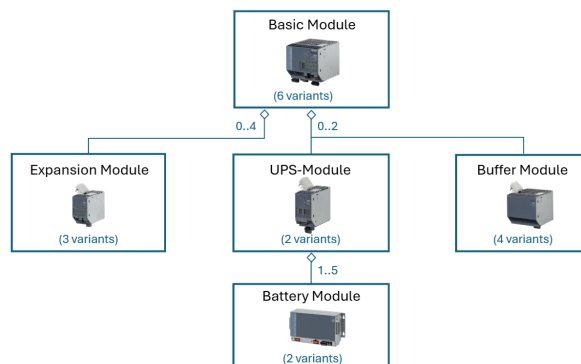 Basic Module
(6 variants)
0..4
0..2
Expansion Module
(3 variants)
UPS-Module
(2 variants)
Buffer Module
(4 variants)
1..5
Battery Module
(2 variants)